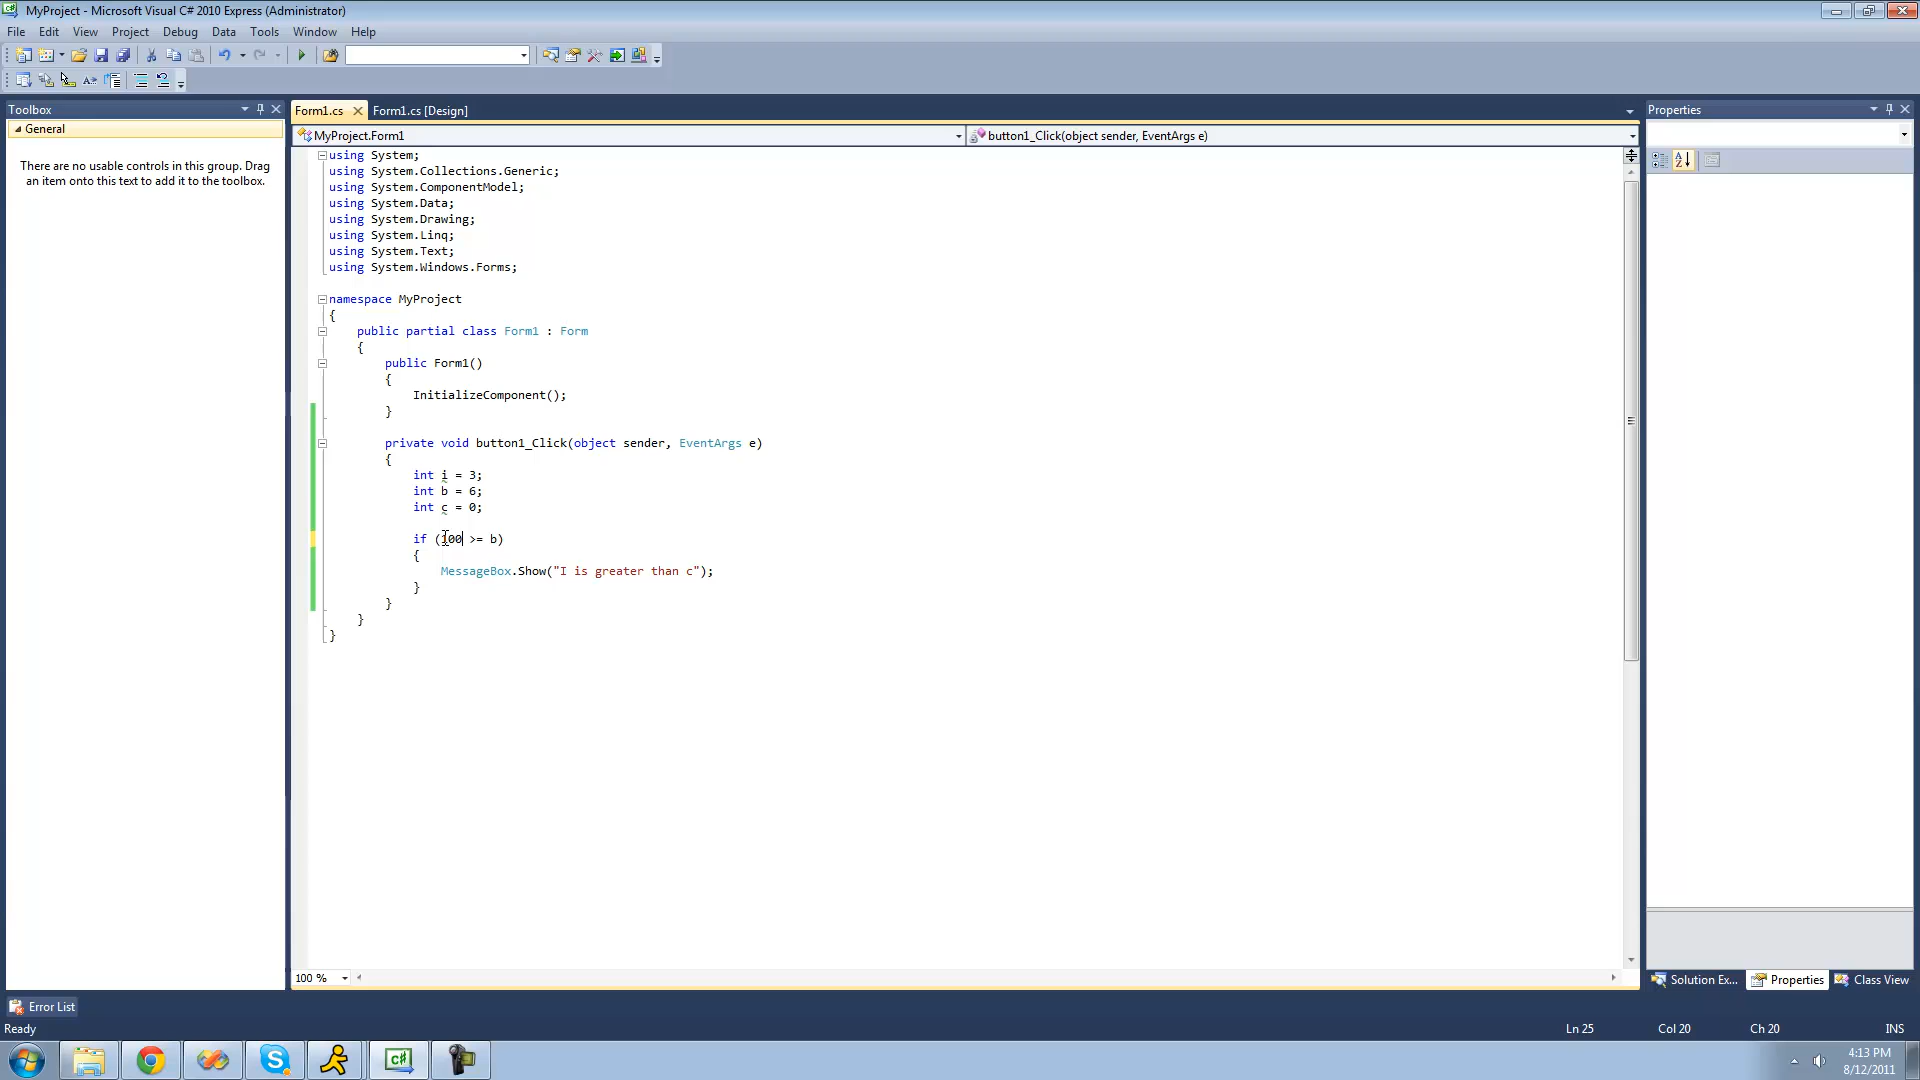 MyProject - Microsoft Visual C# 2010 Express (Administrator)
File Edit View Project Debug Data Tools Window Help
Toolbox
General
There are no usable controls in this group. Drag
an item onto this text to add it to the toolbox.
Form1.cs Form1.cs [Design]
MyProject.Form1 button1_Click(object sender, EventArgs e)
using System;
using System.Collections.Generic;
using System.ComponentModel;
using System.Data;
using System.Drawing;
using System.Linq;
using System.Text;
using System.Windows.Forms;
namespace MyProject
{
public partial class Form1 : Form
{
public Form1()
{
InitializeComponent();
}
private void button1_Click(object sender, EventArgs e)
{
int i = 3;
int b = 6;
int c = 0;
if (100 >= b)
{
MessageBox.Show("I is greater than c");
}
}
}
}
100 %
Properties
Solution Ex... Properties Class View
Error List
Ready Ln 25 Col 20 Ch 20 INS
4:13 PM
8/12/2011